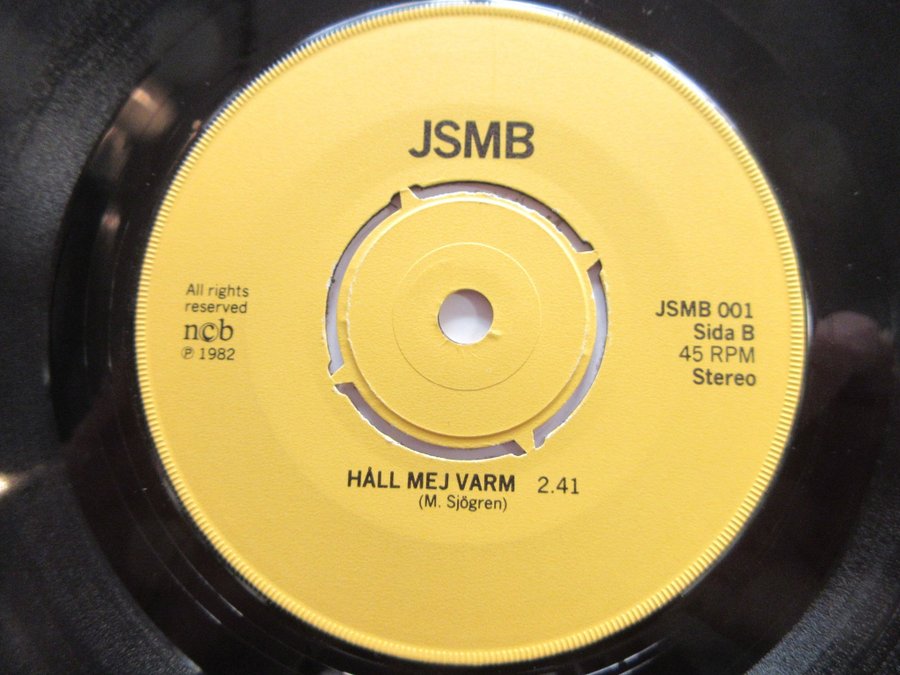 JSMB
All rights
reserved
ncb
℗ 1982
JSMB 001
Sida B
45 RPM
Stereo
HÅLL MEJ VARM 2.41
(M. Sjögren)